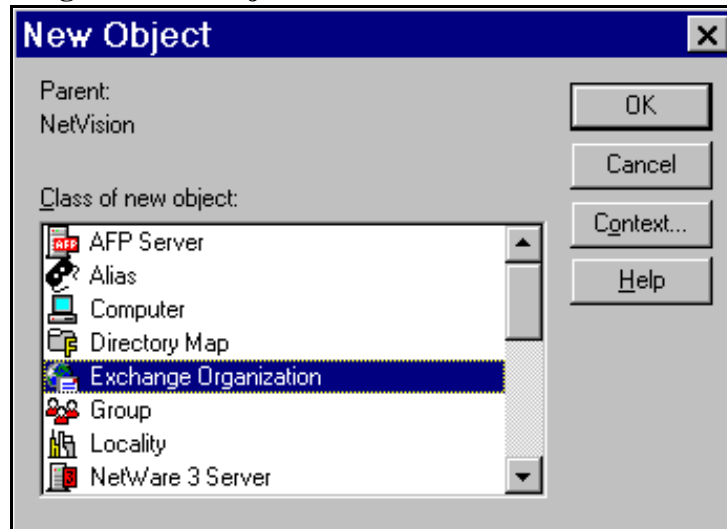 New Object
Parent:
NetVision
OK
Cancel
Class of new object:
Context...
Help
AFP Server
Alias
Computer
Directory Map
Exchange Organization
Group
Locality
NetWare 3 Server